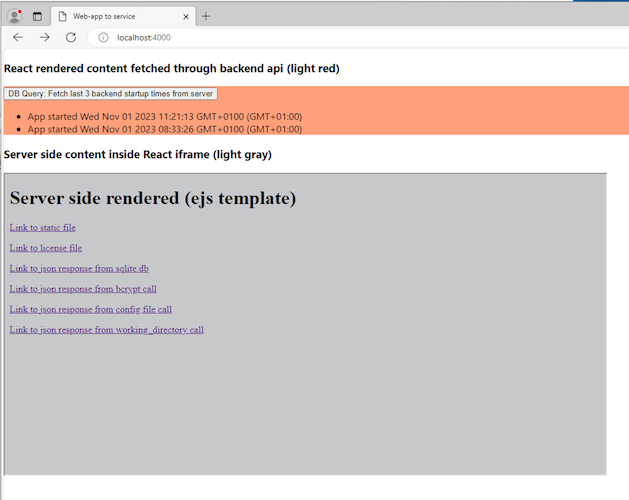 Web-app to service
localhost:4000
React rendered content fetched through backend api (light red)
DB Query: Fetch last 3 backend startup times from server
App started Wed Nov 01 2023 11:21:13 GMT+0100 (GMT+01:00)
App started Wed Nov 01 2023 08:33:26 GMT+0100 (GMT+01:00)
Server side content inside React iframe (light gray)
Server side rendered (ejs template)
Link to static file
Link to license file
Link to json response from sqlite db
Link to json response from bcrypt call
Link to json response from config file call
Link to json response from working_directory call